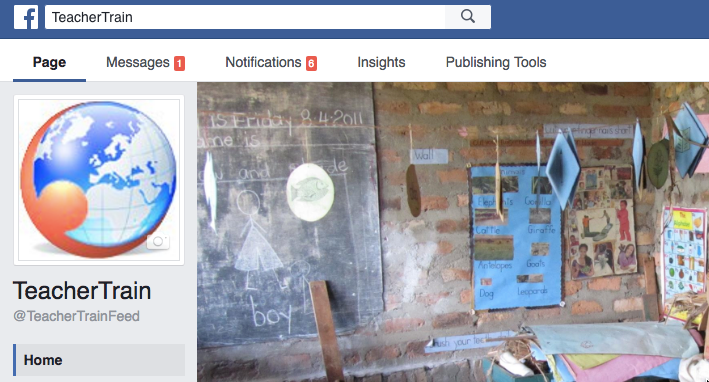 TeacherTrain
Page Messages 1 Notifications 6 Insights Publishing Tools
is Friday 8-4-2011
Wall
Elephants Gorilla
Cattle Giraffe
Antelopes Goats
Dog Leopards
boy
TeacherTrain
@TeacherTrainFeed
Home